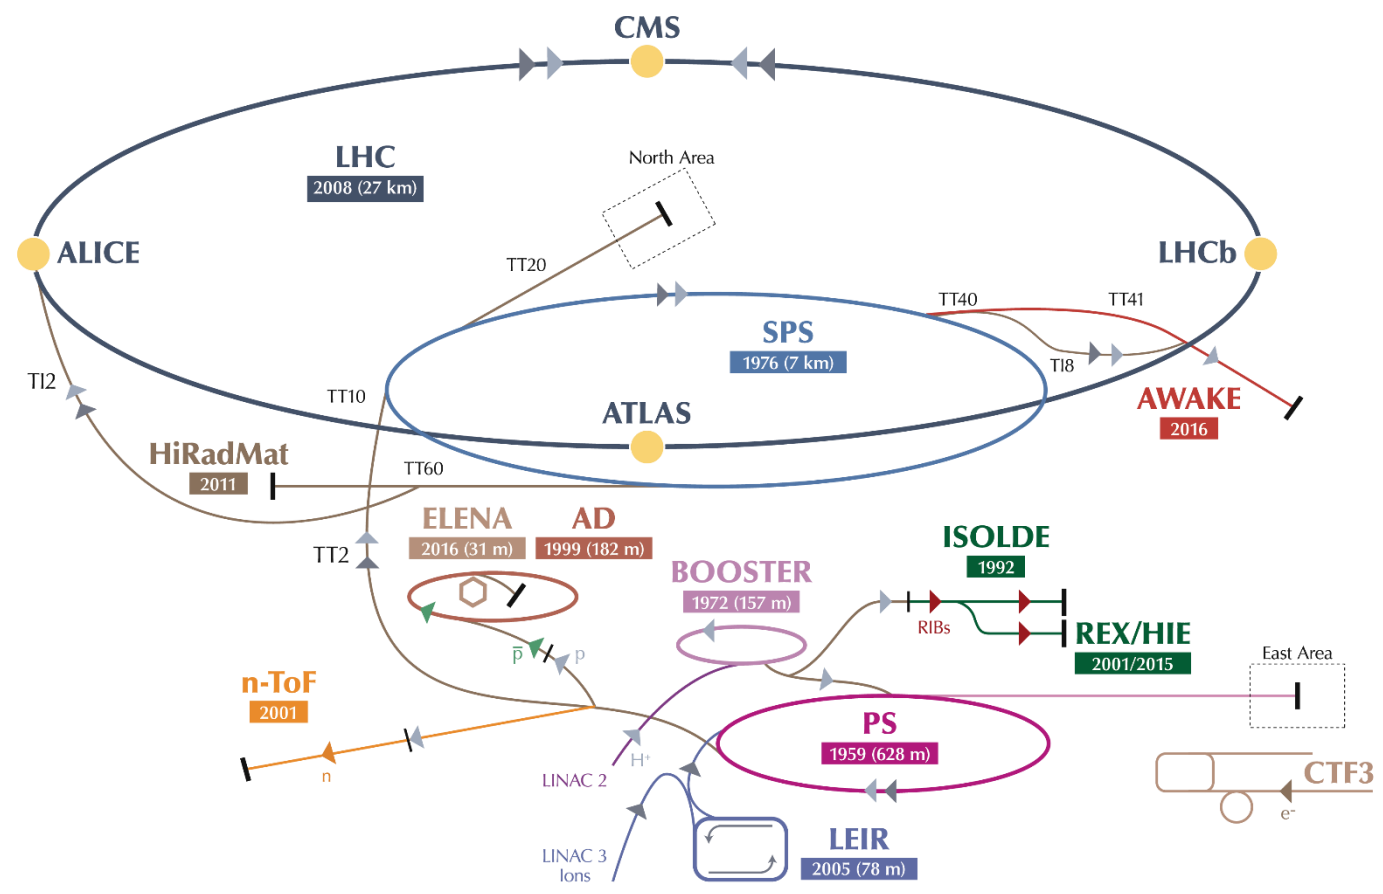 CMS
LHC
2008 (27 km)
North Area
ALICE
LHCb
TT20
TT40
TT41
SPS
1976 (7 km)
TI8
TI2
TT10
ATLAS
AWAKE
2016
HiRadMat
2011
TT60
ELENA
2016 (31 m)
AD
1999 (182 m)
TT2
ISOLDE
1992
BOOSTER
1972 (157 m)
RIBs
REX/HIE
2001/2015
p̅
p
East Area
n-ToF
2001
PS
1959 (628 m)
n
H⁺
LINAC 2
CTF3
e⁻
LEIR
2005 (78 m)
LINAC 3
Ions